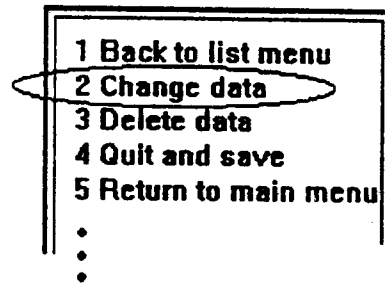 1 Back to list menu
2 Change data
3 Delete data
4 Quit and save
5 Return to main menu